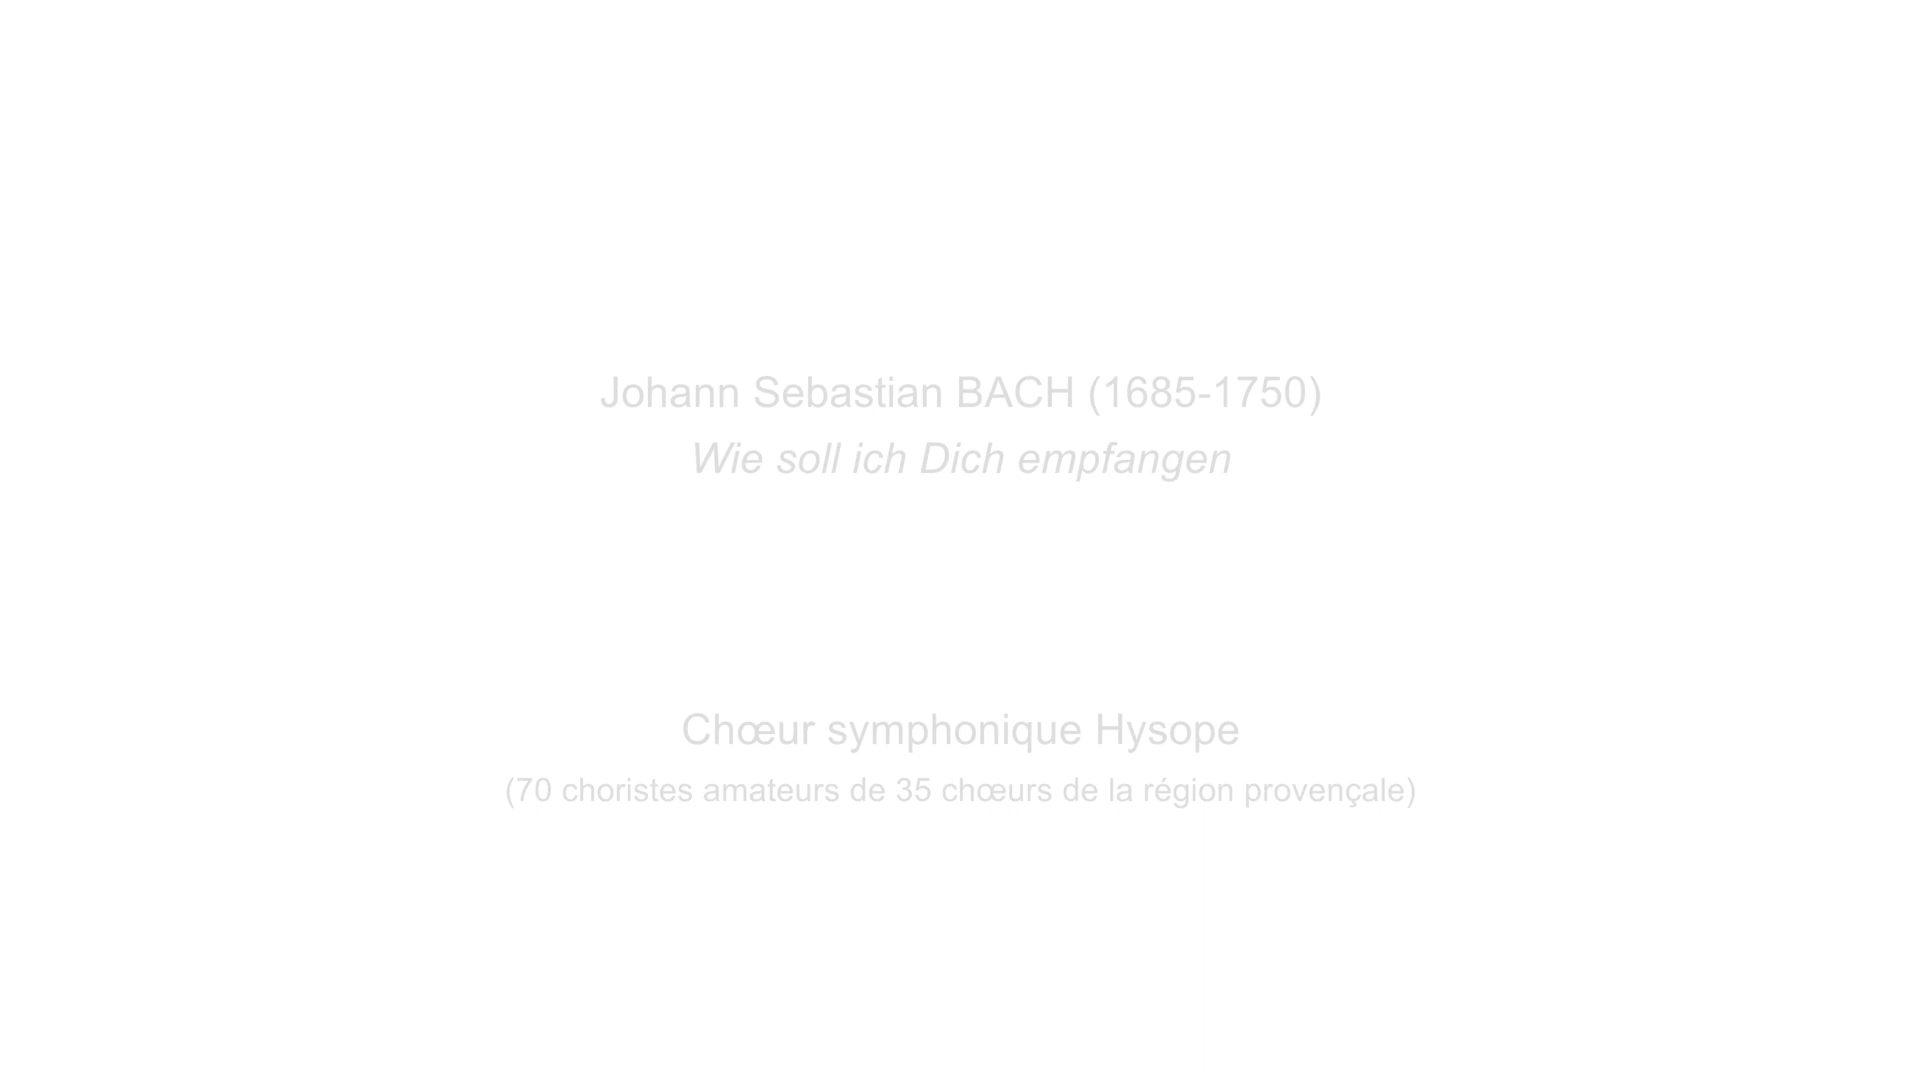 Johann Sebastian BACH (1685-1750)
Wie soll ich Dich empfangen
Chœur symphonique Hysope
(70 choristes amateurs de 35 chœurs de la région provençale)